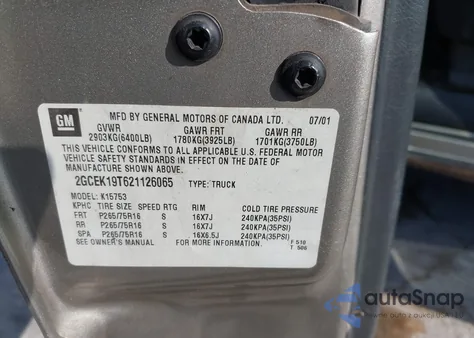 GM
MFD BY GENERAL MOTORS OF CANADA LTD. 07/01
GVWR GAWR FRT GAWR RR
2903KG(6400LB) 1780KG(3925LB) 1701KG(3750LB)
THIS VEHICLE CONFORMS TO ALL APPLICABLE U.S. FEDERAL MOTOR
VEHICLE SAFETY STANDARDS IN EFFECT ON THE DATE OF
MANUFACTURE SHOWN ABOVE.
2GCEK19T621126065 TYPE: TRUCK
MODEL: K15753
TIRE SIZE SPEED RTG RIM COLD TIRE PRESSURE
FRT P265/75R16 S 16X7J 240KPA(35PSI)
RR P265/75R16 S 16X7J 240KPA(35PSI)
SPA P265/75R16 S 16X6.5J 240KPA(35PSI)
SEE OWNER'S MANUAL FOR MORE INFORMATION
F 510
T 506
autoSnap